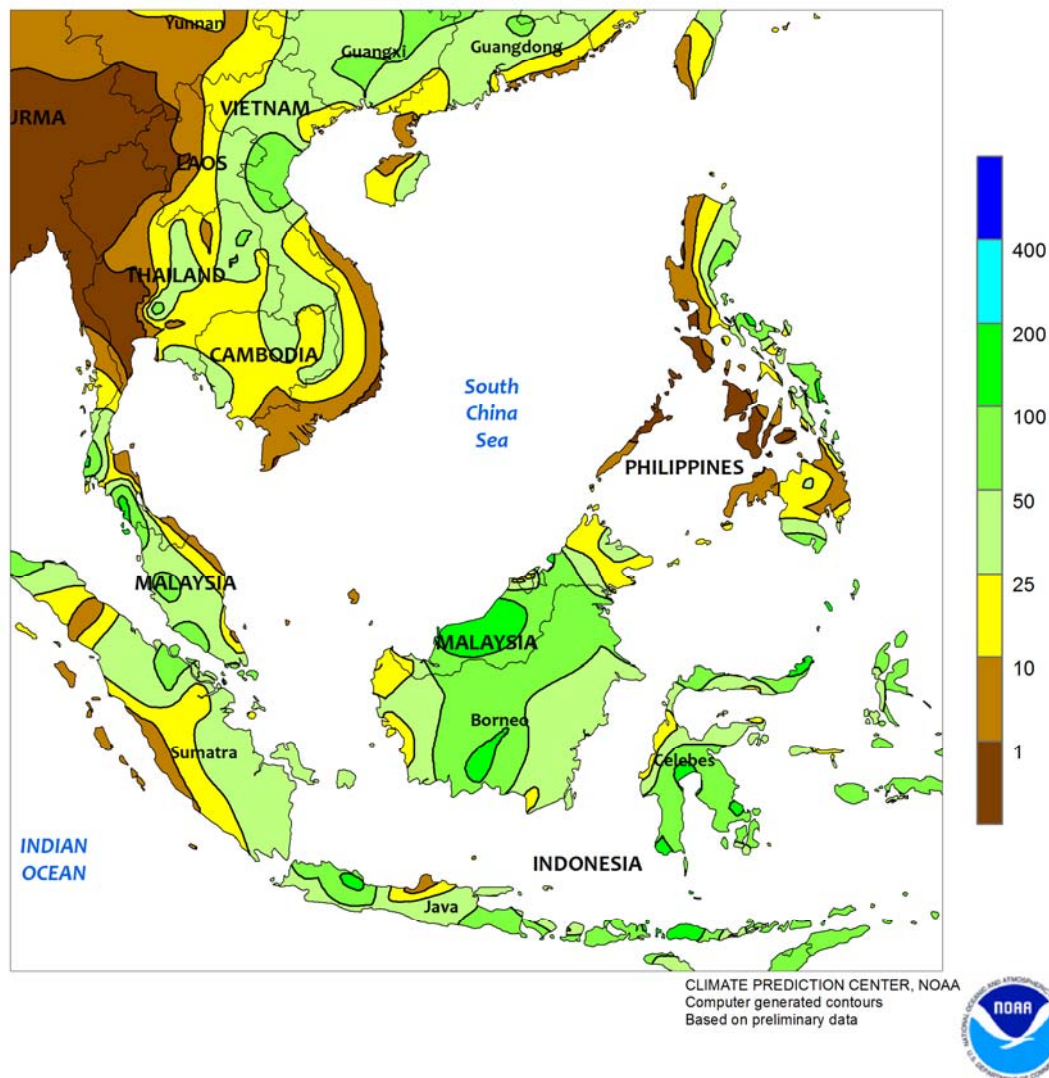 Yunnan
Guangxi
Guangdong
URMA
VIETNAM
LAOS
THAILAND
CAMBODIA
South
China
Sea
PHILIPPINES
MALAYSIA
MALAYSIA
Borneo
Sumatra
Celebes
INDIAN
OCEAN
INDONESIA
Java
400
200
100
50
25
10
1
CLIMATE PREDICTION CENTER, NOAA
Computer generated contours
Based on preliminary data
NOAA